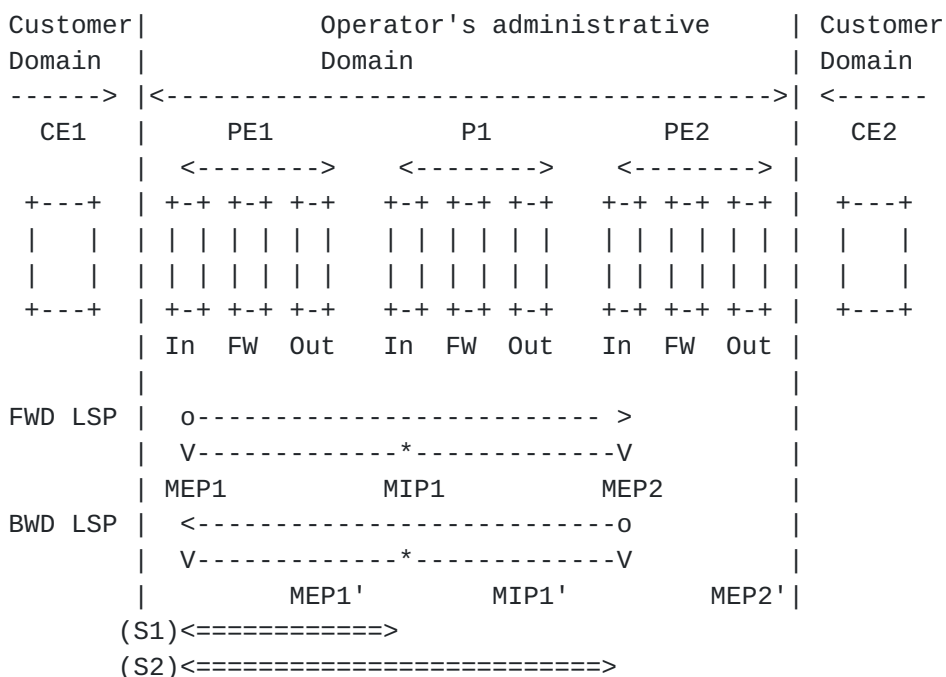 Customer|         Operator's administrative     | Customer
Domain  |         Domain                        | Domain
------> |<------------------------------------->| <------
  CE1   |     PE1            P1           PE2   |   CE2
        |  <-------->    <-------->    <--------> |
 +---+  | +-+ +-+ +-+   +-+ +-+ +-+   +-+ +-+ +-+ |  +---+
 |   |  | | | | | | |   | | | | | |   | | | | | | |  |   |
 |   |  | | | | | | |   | | | | | |   | | | | | | |  |   |
 +---+  | +-+ +-+ +-+   +-+ +-+ +-+   +-+ +-+ +-+ |  +---+
        | In  FW  Out   In  FW  Out   In  FW  Out |
        |                                         |
FWD LSP |  o-------------------------- >          |
        |  V-------------*-------------V          |
        | MEP1          MIP1          MEP2        |
BWD LSP |  <---------------------------o          |
        |  V-------------*-------------V          |
        |         MEP1'        MIP1'         MEP2'|
       (S1)<============>
       (S2)<==========================>